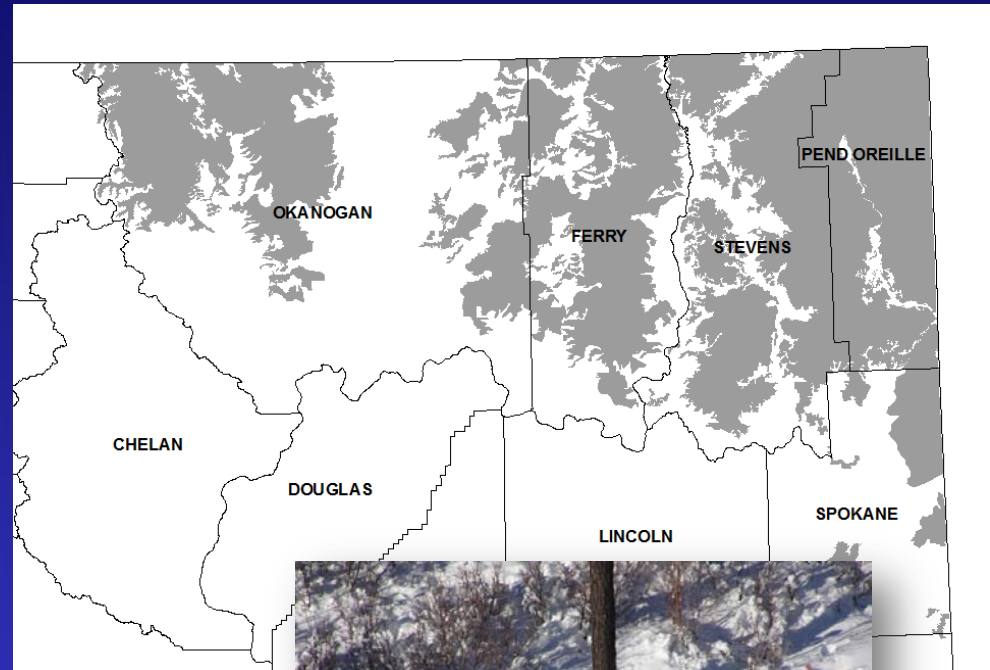 PEND OREILLE
OKANOGAN
FERRY
STEVENS
CHELAN
DOUGLAS
SPOKANE
LINCOLN